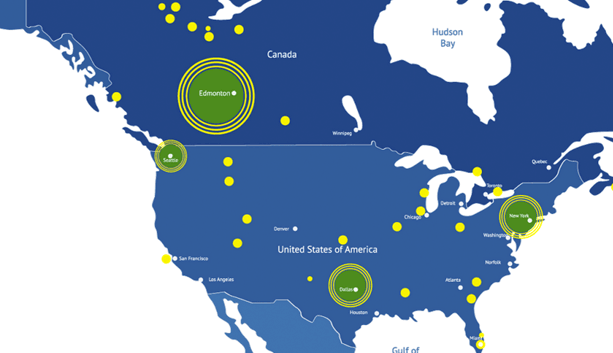 Hudson
Bay
Canada
Edmonton
Winnipeg
Seattle
Quebec
Toronto
Detroit
Chicago
New York
Denver
Washington
United States of America
San Francisco
Norfolk
Los Angeles
Atlanta
Dallas
Houston
Miami
Gulf of